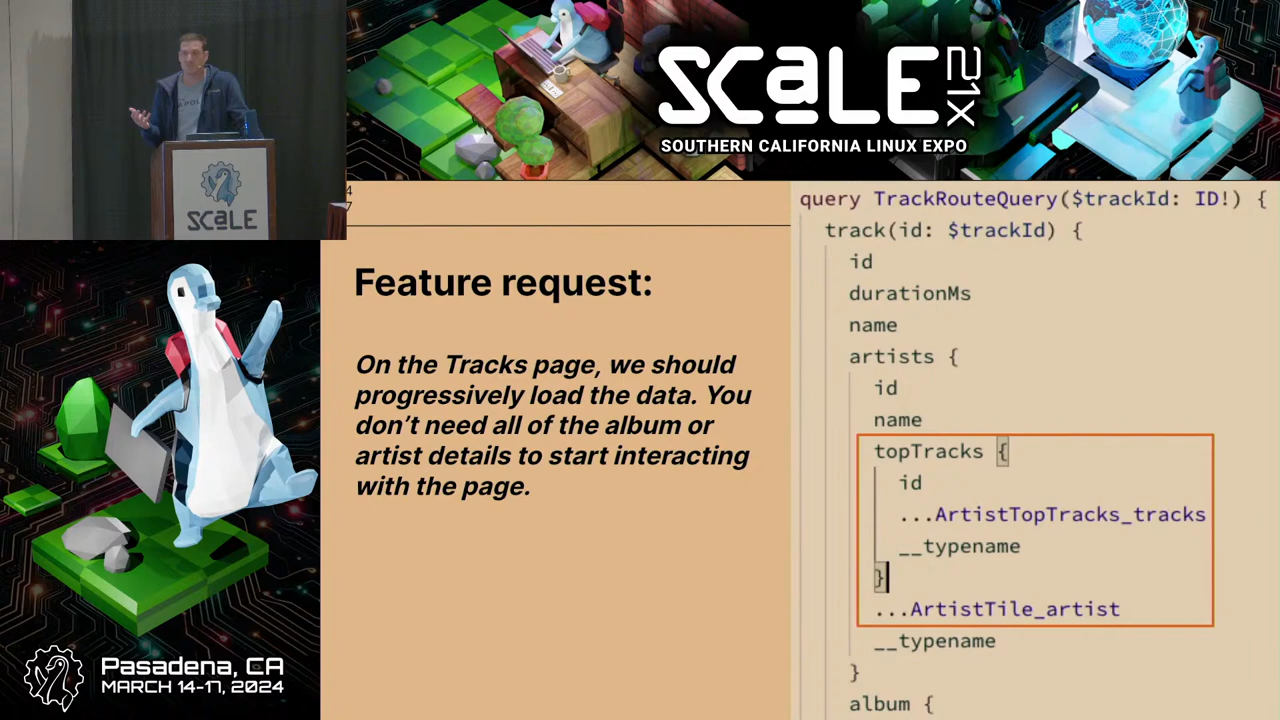 SCaLE 21X
SOUTHERN CALIFORNIA LINUX EXPO
APOL
SCaLE
4
7
Feature request:
On the Tracks page, we should
progressively load the data. You
don’t need all of the album or
artist details to start interacting
with the page.
query TrackRouteQuery($trackId: ID!) {
track(id: $trackId) {
id
durationMs
name
artists {
id
name
topTracks {
id
...ArtistTopTracks_tracks
__typename
}
...ArtistTile_artist
__typename
}
album {
Pasadena, CA
MARCH 14-17, 2024